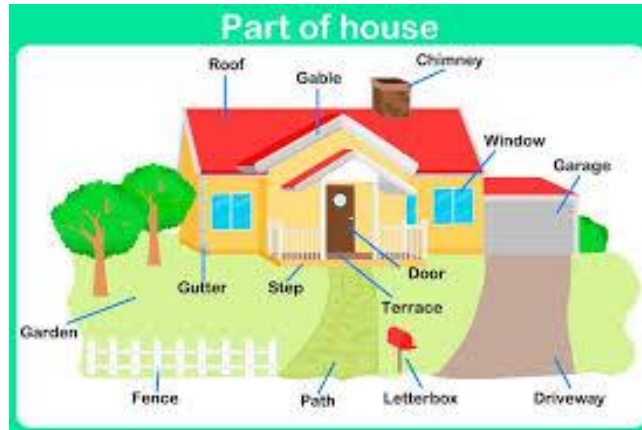 Part of house
Roof
Chimney
Gable
Window
Garage
Door
Gutter
Step
Terrace
Garden
Fence
Path
Letterbox
Driveway